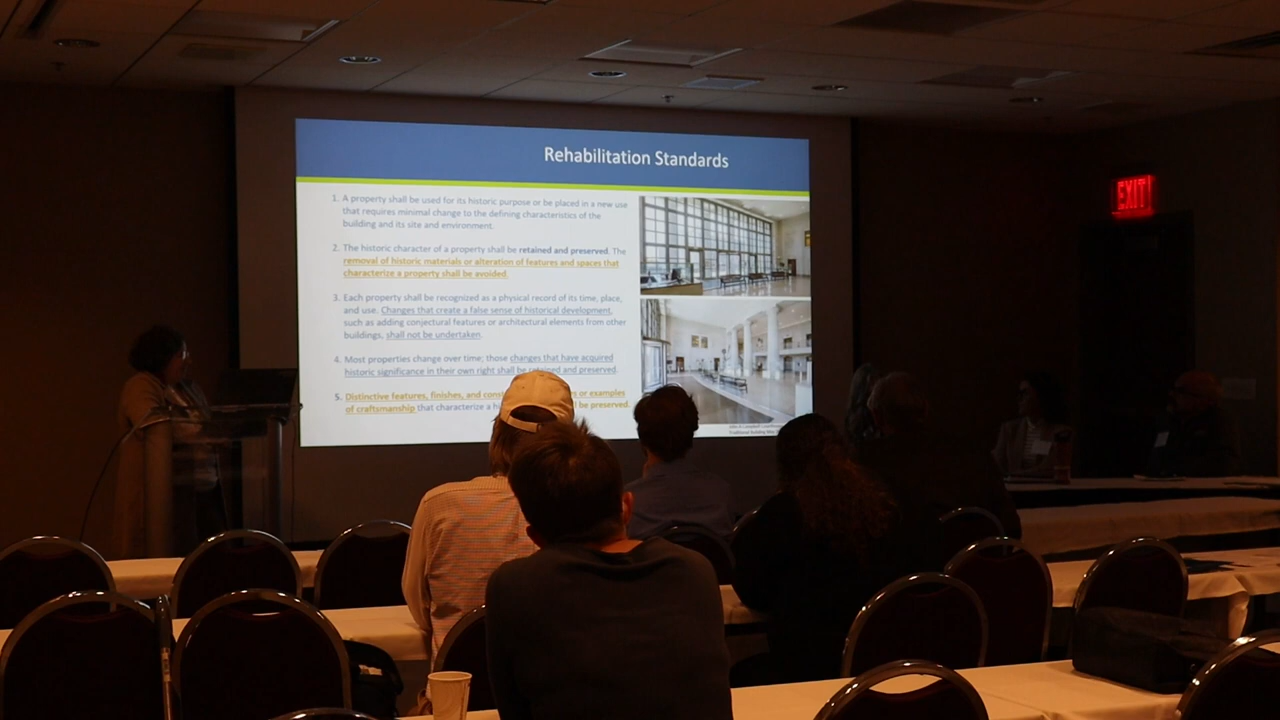 Rehabilitation Standards
1. A property shall be used for its historic purpose or be placed in a new use
that requires minimal change to the defining characteristics of the
building and its site and environment.
2. The historic character of a property shall be retained and preserved. The
removal of historic materials or alteration of features and spaces that
characterize a property shall be avoided.
3. Each property shall be recognized as a physical record of its time, place,
and use. Changes that create a false sense of historical development,
such as adding conjectural features or architectural elements from other
buildings, shall not be undertaken.
4. Most properties change over time; those changes that have acquired
historic significance in their own right shall be retained and preserved.
5. Distinctive features, finishes, and const or examples
of craftsmanship that characterize a h be preserved.
EXIT